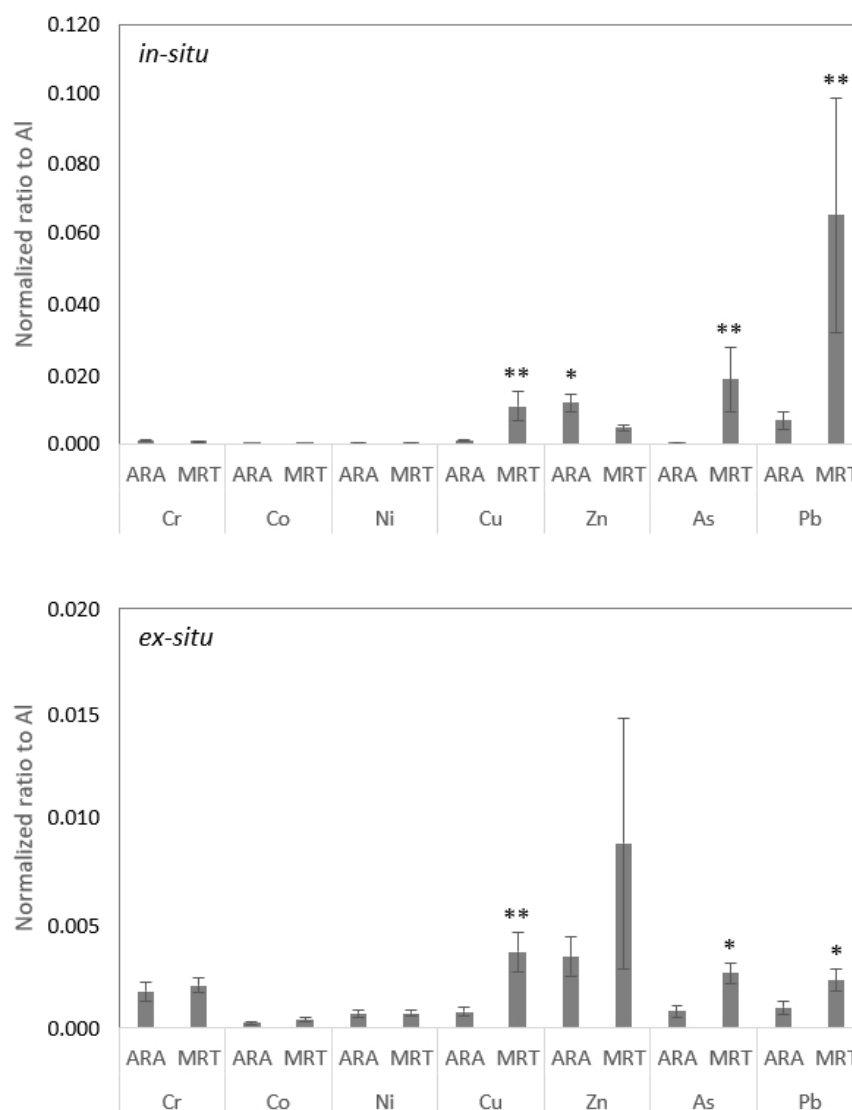 in-situ
Normalized ratio to Al
0.120
0.100
0.080
0.060
0.040
0.020
0.000
** * ** **
ARA MRT ARA MRT ARA MRT ARA MRT ARA MRT ARA MRT ARA MRT
Cr Co Ni Cu Zn As Pb
ex-situ
Normalized ratio to Al
0.020
0.015
0.010
0.005
0.000
** * *
ARA MRT ARA MRT ARA MRT ARA MRT ARA MRT ARA MRT ARA MRT
Cr Co Ni Cu Zn As Pb